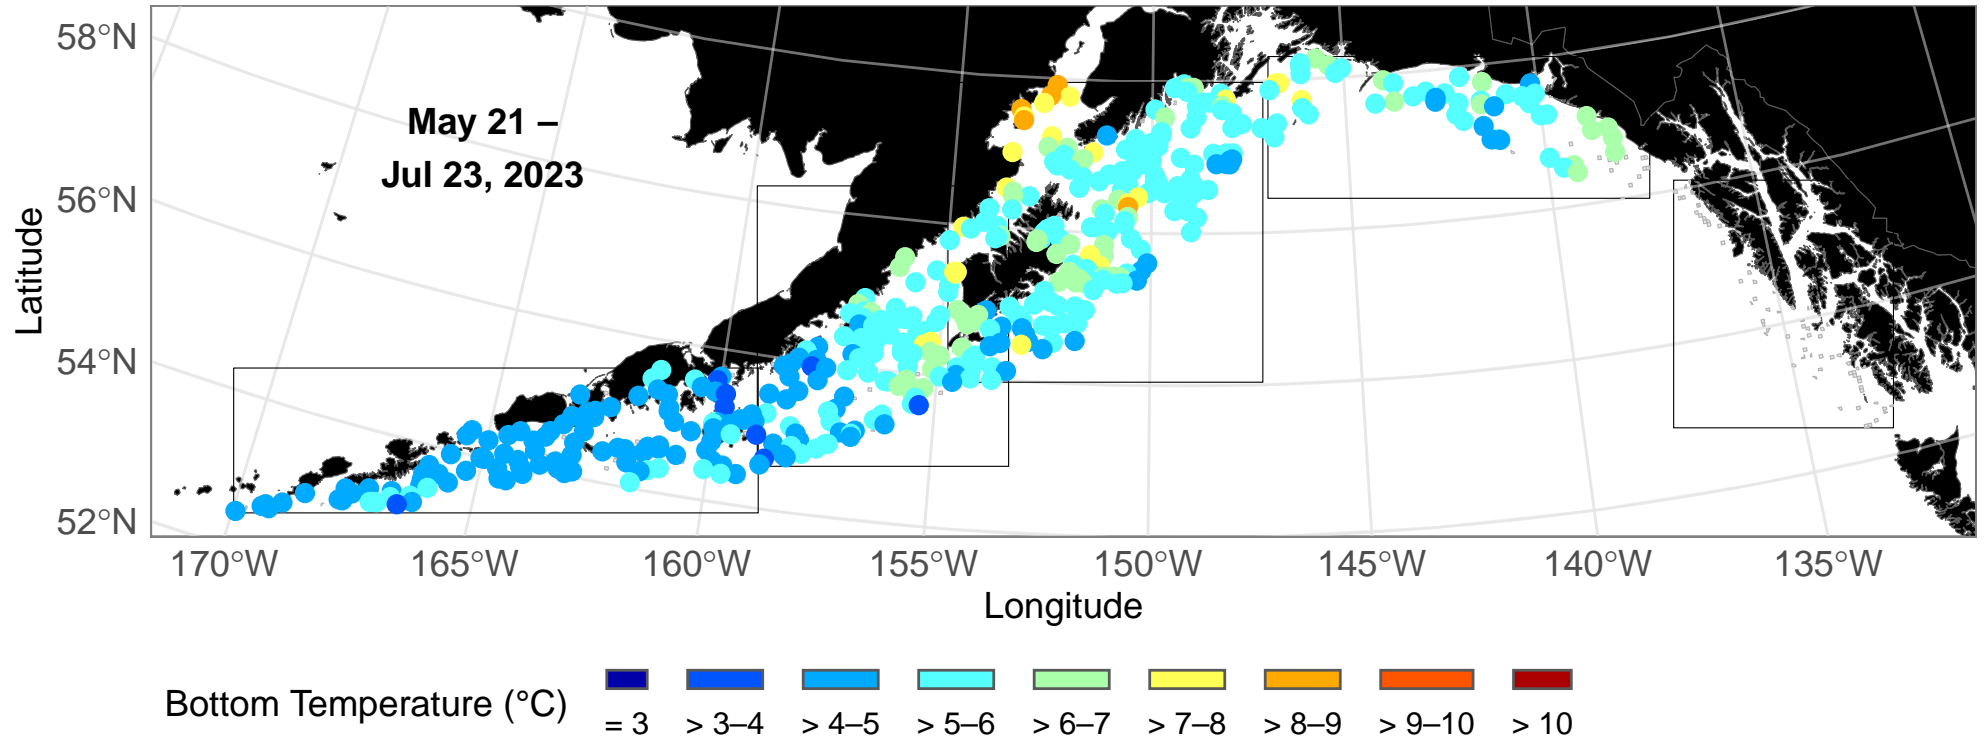 58°N
56°N
54°N
52°N
Latitude
May 21 –
Jul 23, 2023
170°W 165°W 160°W 155°W 150°W 145°W 140°W 135°W
Longitude
Bottom Temperature (°C)
= 3 > 3–4 > 4–5 > 5–6 > 6–7 > 7–8 > 8–9 > 9–10 > 10